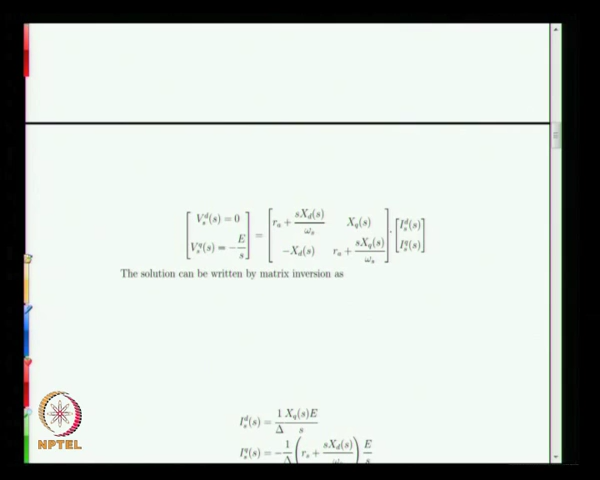 [V_s^d(s) = 0; V_s^q(s) = −E/s] = [r_a + sX_d(s)/ω_s, X_q(s); −X_d(s), r_a + sX_q(s)/ω_s] · [I_s^d(s); I_s^q(s)]
The solution can be written by matrix inversion as
I_s^d(s) = 1/Δ X_q(s)E/s
I_s^q(s) = −1/Δ (r_s + sX_d(s)/ω_s) E/s
NPTEL